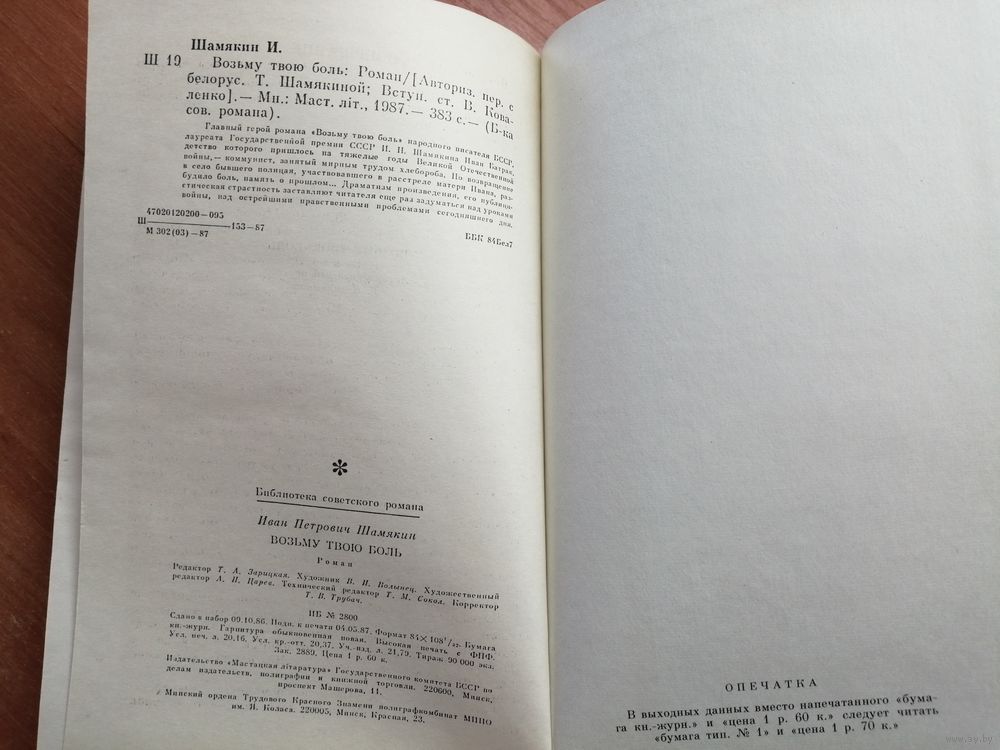 Шамякин И.
Ш 19 Возьму твою боль: Роман/[Авториз. пер. с
белорус. Т. Шамякиной; Вступ. ст. В. Кова-
ленко].— Мн.: Маст. літ., 1987.— 383 с.— (Б-ка
сов. романа).
Главный герой романа «Возьму твою боль» народного писателя БССР,
лауреата Государственной премии СССР И. П. Шамякина Иван Батрак,
детство которого пришлось на тяжелые годы Великой Отечественной
войны,— коммунист, занятый мирным трудом хлебороба. По возвращению
в село бывшего полицая, участвовавшего в расстреле матери Ивана, раз-
будило боль, память о прошлом... Драматизм произведения, его публици-
стическая страстность заставляют читателя еще раз задуматься над уроками
войны, над острейшими нравственными проблемами сегодняшнего дня.
47020120200—095
Ш———153—87
М 302(03)—87
ББК 84Бел7
*
Библиотека советского романа
Иван Петрович Шамякин
ВОЗЬМУ ТВОЮ БОЛЬ
Роман
Редактор Т. А. Зарицкая. Художник В. И. Волынец. Художественный
редактор А. И. Царев. Технический редактор Т. М. Сокол. Корректор
Т. В. Трубач.
ИБ № 2800
Сдано в набор 09.10.86. Подп. к печати 04.05.87. Формат 84×108¹/₃₂. Бумага
кн.-журн. Гарнитура обыкновенная новая. Высокая печать с ФПФ.
Усл. печ. л. 20,16. Усл. кр.-отт. 20,37. Уч.-изд. л. 21,79. Тираж 90 000 экз.
Зак. 2889. Цена 1 р. 60 к.
Издательство «Мастацкая літаратура» Государственного комитета БССР по
делам издательств, полиграфии и книжной торговли. 220600, Минск,
проспект Машерова, 11.
Минский ордена Трудового Красного Знамени полиграфкомбинат МППО
им. Я. Коласа. 220005, Минск, Красная, 23.
ОПЕЧАТКА
В выходных данных вместо напечатанного «бума-
га кн.-журн.» и «цена 1 р. 60 к.» следует читать
«бумага тип. № 1» и «цена 1 р. 70 к.»
www.ay.by